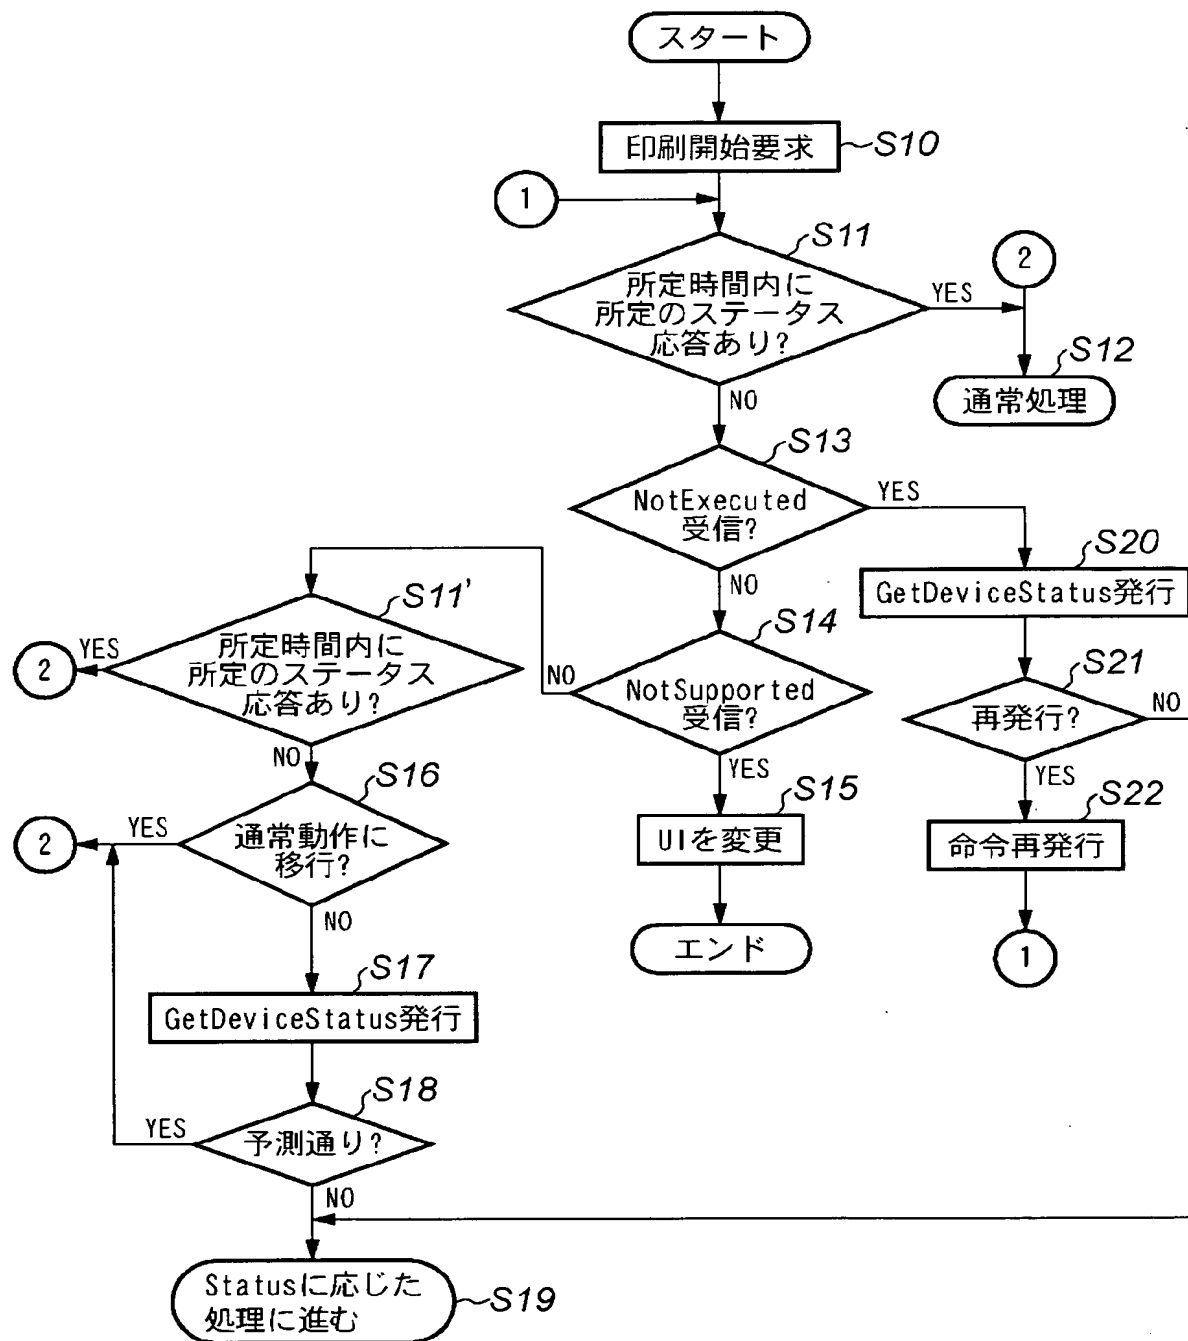 スタート
印刷開始要求
S10
1
S11
所定時間内に
所定のステータス
応答あり?
YES
2
S12
通常処理
NO
S13
NotExecuted
受信?
YES
NO
S20
GetDeviceStatus発行
S11'
所定時間内に
所定のステータス
応答あり?
YES
2
NO
S14
NotSupported
受信?
NO
YES
S21
再発行?
NO
YES
S16
通常動作に
移行?
YES
2
NO
S15
UIを変更
エンド
S22
命令再発行
1
S17
GetDeviceStatus発行
S18
予測通り?
YES
NO
Statusに応じた
処理に進む
S19